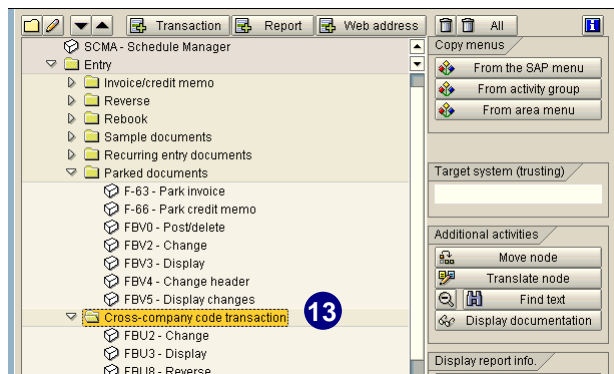 Transaction Report Web address All
SCMA - Schedule Manager
Entry
Invoice/credit memo
Reverse
Rebook
Sample documents
Recurring entry documents
Parked documents
F-63 - Park invoice
F-66 - Park credit memo
FBV0 - Post/delete
FBV2 - Change
FBV3 - Display
FBV4 - Change header
FBV5 - Display changes
Cross-company code transaction
13
FBU2 - Change
FBU3 - Display
FBU8 - Reverse
Copy menus
From the SAP menu
From activity group
From area menu
Target system (trusting)
Additional activities
Move node
Translate node
Find text
Display documentation
Display report info.